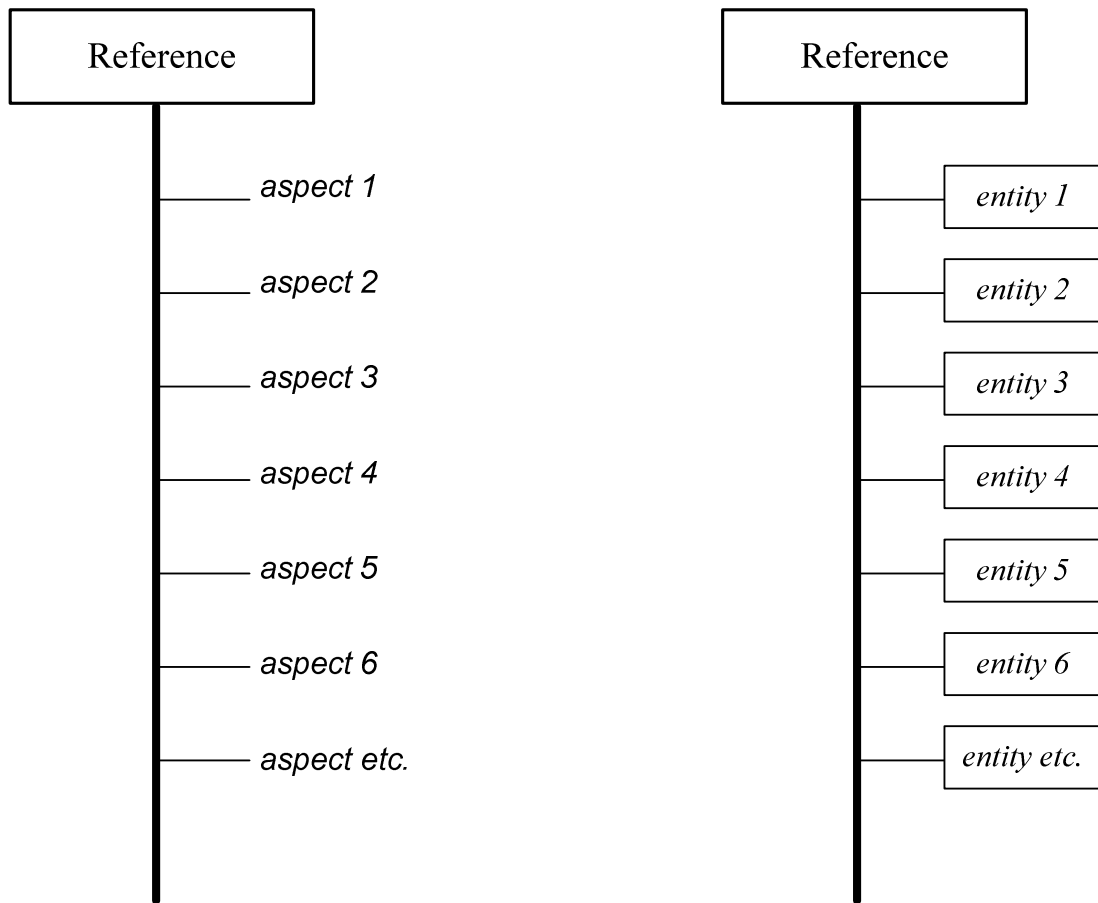 Reference
aspect 1
aspect 2
aspect 3
aspect 4
aspect 5
aspect 6
aspect etc.
Reference
entity 1
entity 2
entity 3
entity 4
entity 5
entity 6
entity etc.